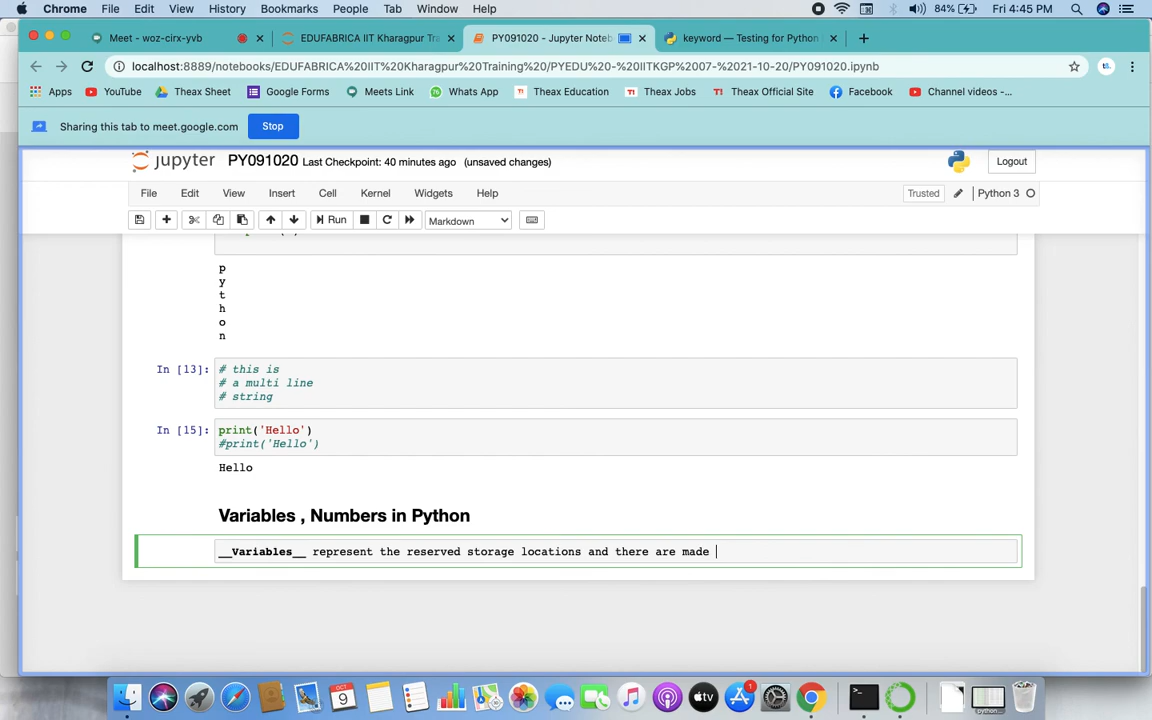 Chrome File Edit View History Bookmarks People Tab Window Help 84% Fri 4:45 PM
Meet - woz-cirx-yvb
EDUFABRICA IIT Kharagpur Tra
PY091020 - Jupyter Noteb
keyword — Testing for Python
localhost:8889/notebooks/EDUFABRICA%20IIT%20Kharagpur%20Training%20/PYEDU%20-%20IITKGP%2007-%2021-10-20/PY091020.ipynb
Apps YouTube Theax Sheet Google Forms Meets Link Whats App Theax Education Theax Jobs Theax Official Site Facebook Channel videos -...
Sharing this tab to meet.google.com Stop
jupyter PY091020 Last Checkpoint: 40 minutes ago (unsaved changes) Logout
File Edit View Insert Cell Kernel Widgets Help Trusted Python 3
Run Markdown
p
y
t
h
o
n
In [13]: # this is
# a multi line
# string
In [15]: print('Hello')
#print('Hello')
Hello
Variables , Numbers in Python
__Variables__ represent the reserved storage locations and there are made